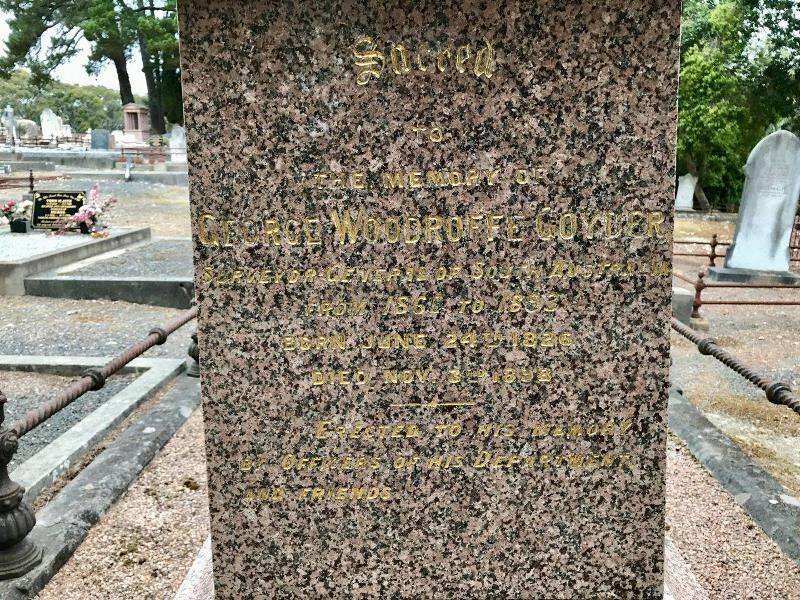 Sacred
TO
THE MEMORY OF
GEORGE WOODROFFE GOYDER
SURVEYOR GENERAL OF SOUTH AUSTRALIA
FROM 1861 TO 1893
BORN JUNE 24TH 1826
DIED NOV. 2ND 1898
ERECTED TO HIS MEMORY
BY OFFICERS OF HIS DEPARTMENT
AND FRIENDS